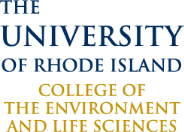 THE
UNIVERSITY
OF RHODE ISLAND
COLLEGE OF
THE ENVIRONMENT
AND LIFE SCIENCES